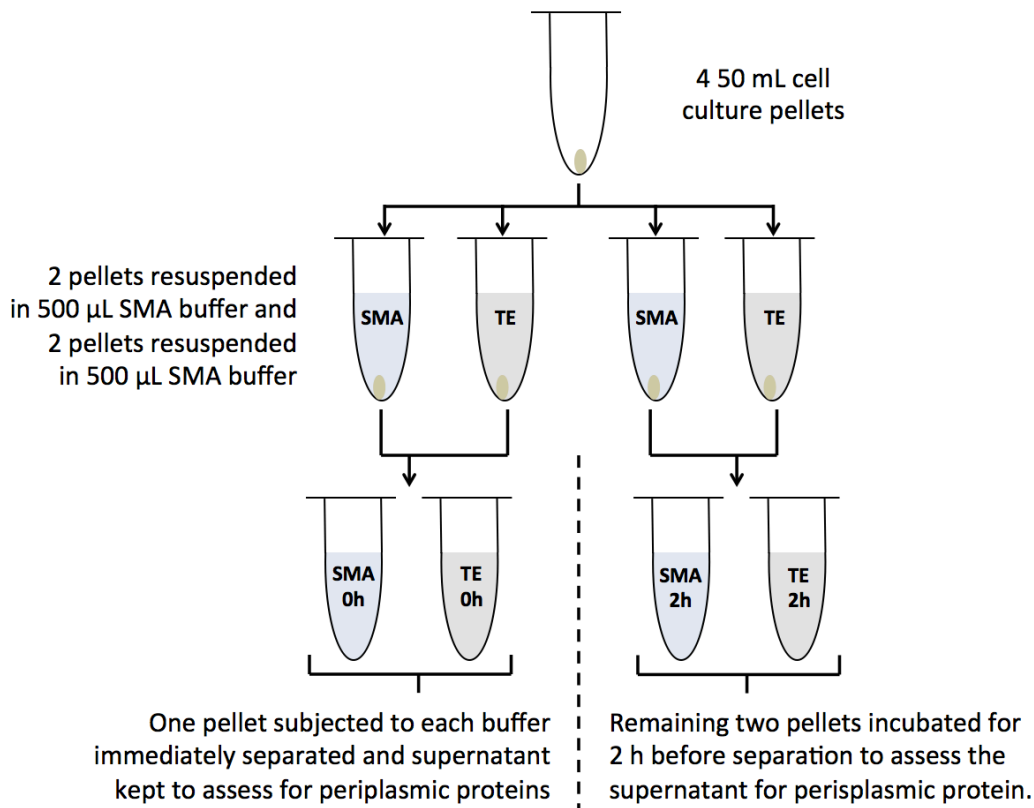 4 50 mL cell
culture pellets
2 pellets resuspended
in 500 µL SMA buffer and
2 pellets resuspended
in 500 µL SMA buffer
SMA
TE
SMA
TE
SMA
0h
TE
0h
SMA
2h
TE
2h
One pellet subjected to each buffer
immediately separated and supernatant
kept to assess for periplasmic proteins
Remaining two pellets incubated for
2 h before separation to assess the
supernatant for perisplasmic protein.